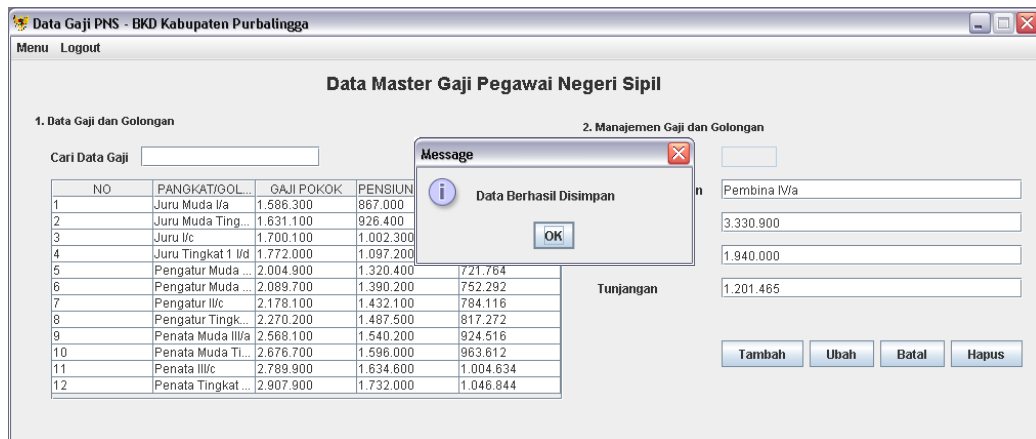 Data Gaji PNS - BKD Kabupaten Purbalingga
Menu Logout
Data Master Gaji Pegawai Negeri Sipil
1. Data Gaji dan Golongan
Cari Data Gaji
NO PANGKAT/GOL... GAJI POKOK PENSIUN
1 Juru Muda I/a 1.586.300 867.000
2 Juru Muda Ting... 1.631.100 926.400
3 Juru I/c 1.700.100 1.002.300
4 Juru Tingkat 1 I/d 1.772.000 1.097.200
5 Pengatur Muda ... 2.004.900 1.320.400 721.764
6 Pengatur Muda ... 2.089.700 1.390.200 752.292
7 Pengatur II/c 2.178.100 1.432.100 784.116
8 Pengatur Tingk... 2.270.200 1.487.500 817.272
9 Penata Muda III/a 2.568.100 1.540.200 924.516
10 Penata Muda Ti... 2.676.700 1.596.000 963.612
11 Penata III/c 2.789.900 1.634.600 1.004.634
12 Penata Tingkat ... 2.907.900 1.732.000 1.046.844
Message
Data Berhasil Disimpan
OK
2. Manajemen Gaji dan Golongan
n Pembina IV/a
3.330.900
1.940.000
Tunjangan 1.201.465
Tambah Ubah Batal Hapus